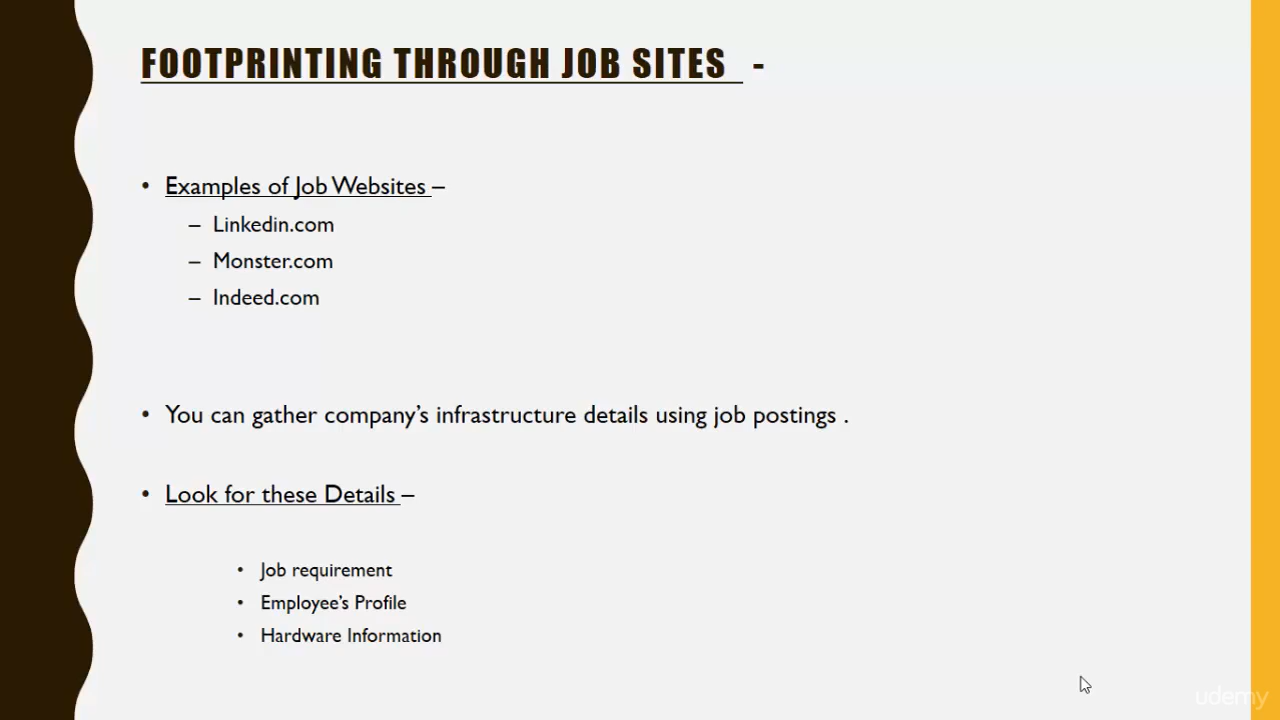 FOOTPRINTING THROUGH JOB SITES -
• Examples of Job Websites –
– Linkedin.com
– Monster.com
– Indeed.com
• You can gather company’s infrastructure details using job postings .
• Look for these Details –
• Job requirement
• Employee’s Profile
• Hardware Information
udemy